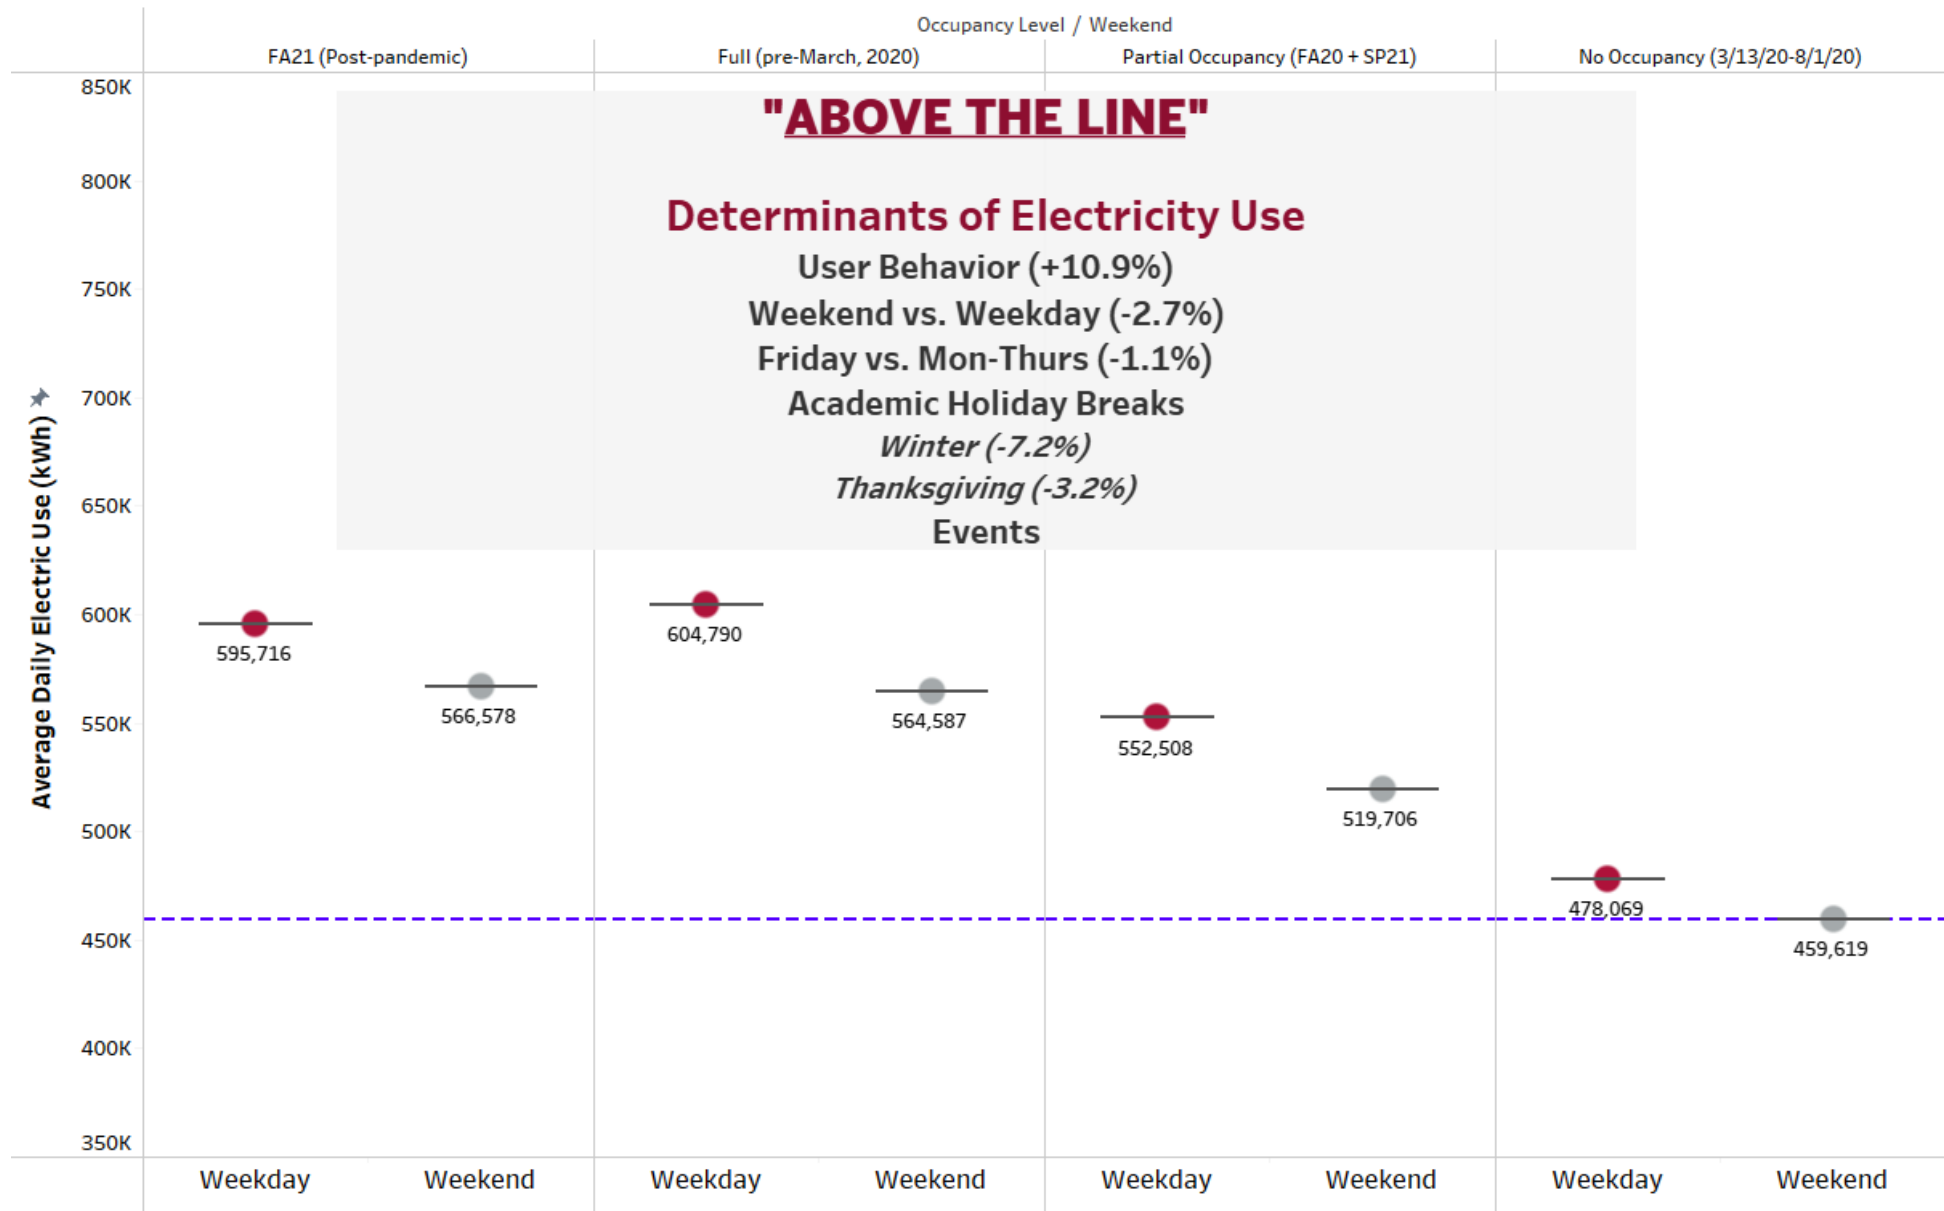 Occupancy Level / Weekend
FA21 (Post-pandemic) Full (pre-March, 2020) Partial Occupancy (FA20 + SP21) No Occupancy (3/13/20-8/1/20)
"ABOVE THE LINE"
Determinants of Electricity Use
User Behavior (+10.9%)
Weekend vs. Weekday (-2.7%)
Friday vs. Mon-Thurs (-1.1%)
Academic Holiday Breaks
Winter (-7.2%)
Thanksgiving (-3.2%)
Events
Average Daily Electric Use (kWh)
850K
800K
750K
700K
650K
600K
550K
500K
450K
400K
350K
595,716
566,578
604,790
564,587
552,508
519,706
478,069
459,619
Weekday Weekend Weekday Weekend Weekday Weekend Weekday Weekend